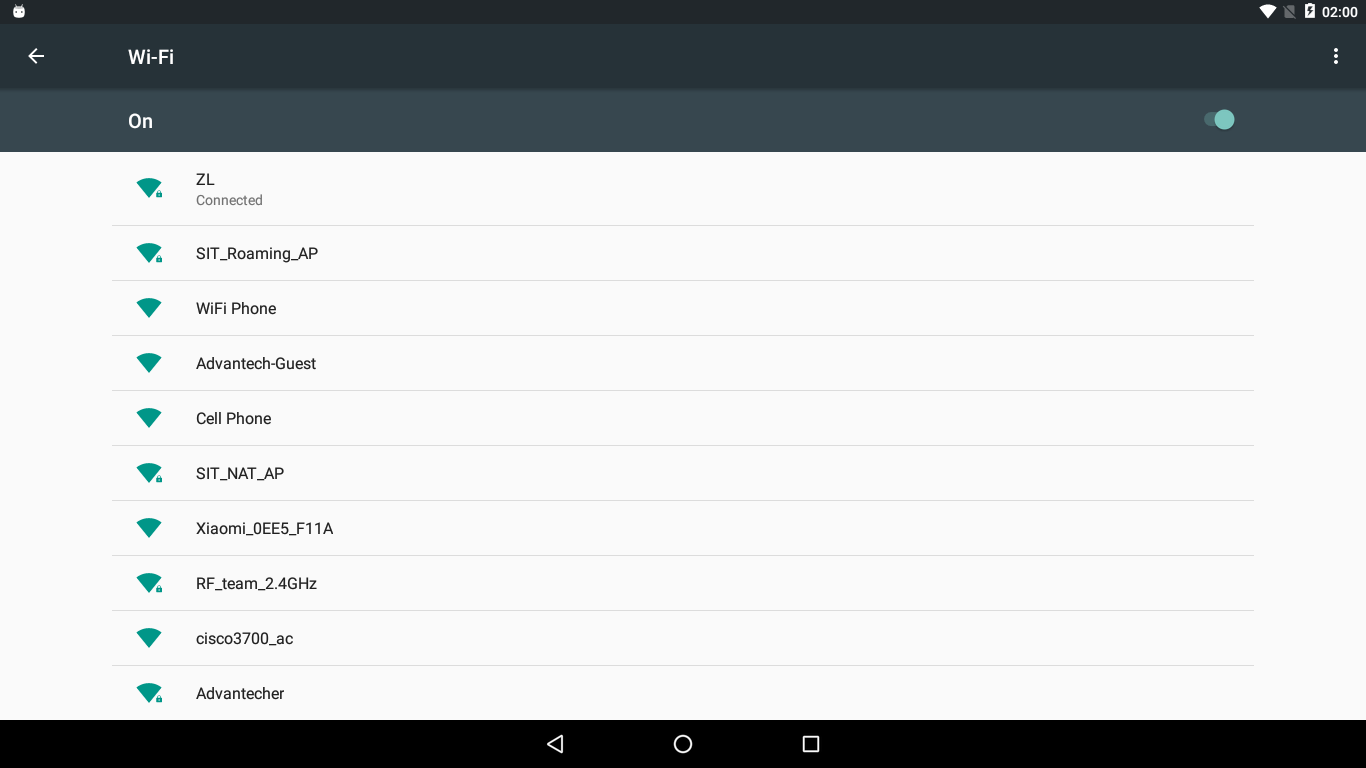 02:00
Wi-Fi
On
ZL
Connected
SIT_Roaming_AP
WiFi Phone
Advantech-Guest
Cell Phone
SIT_NAT_AP
Xiaomi_0EE5_F11A
RF_team_2.4GHz
cisco3700_ac
Advantecher